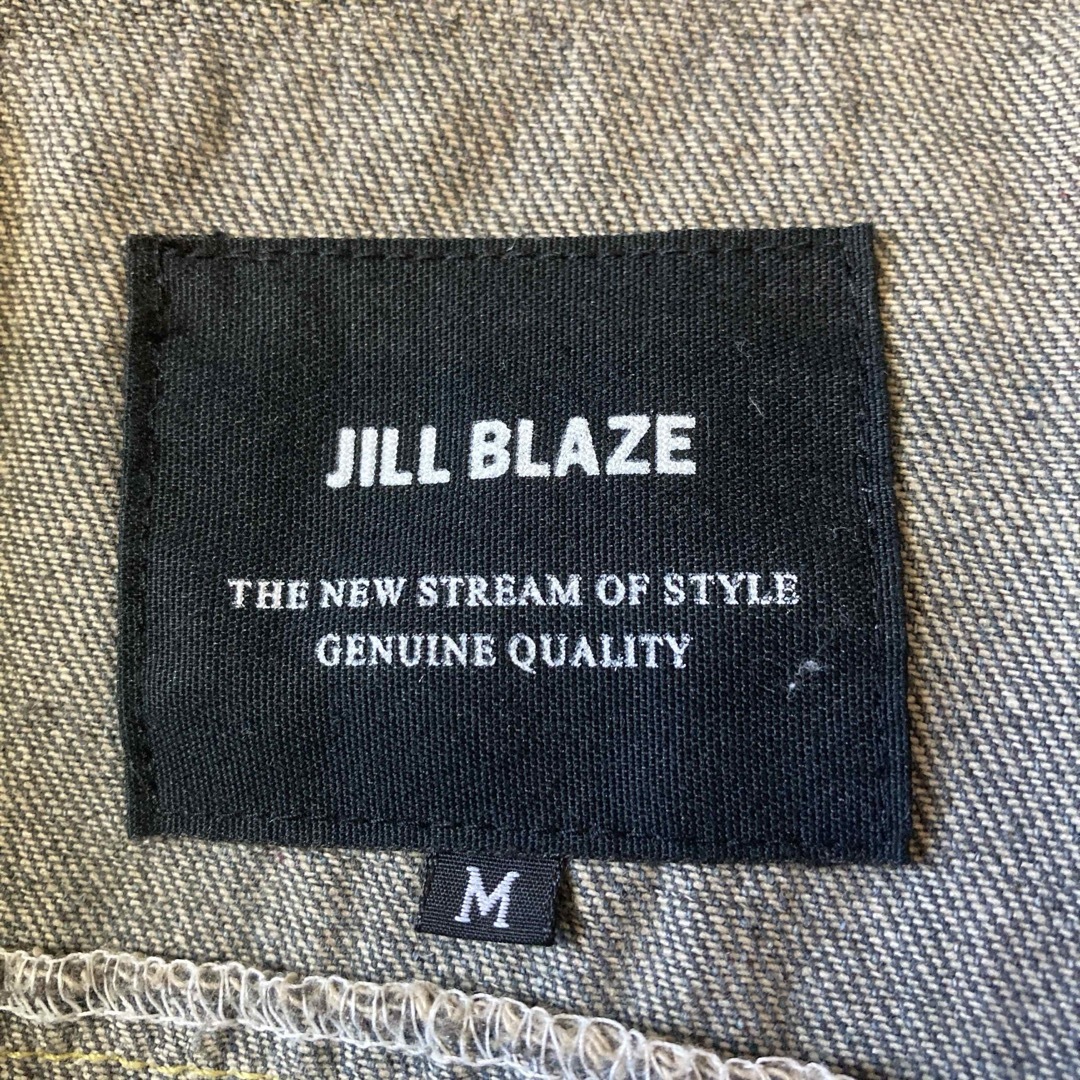 JILL BLAZE
THE NEW STREAM OF STYLE
GENUINE QUALITY
M